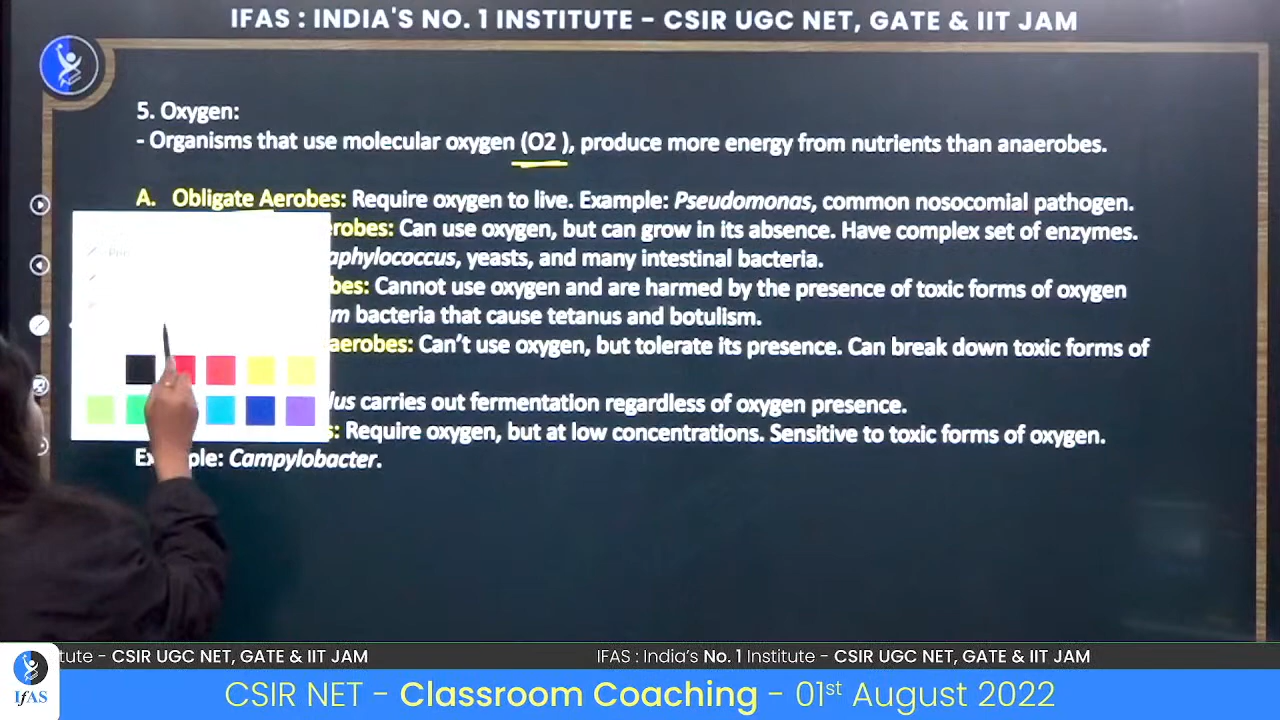 IFAS : INDIA'S NO. 1 INSTITUTE - CSIR UGC NET, GATE & IIT JAM
5. Oxygen:
- Organisms that use molecular oxygen (O2 ), produce more energy from nutrients than anaerobes.
A. Obligate Aerobes: Require oxygen to live. Example: Pseudomonas, common nosocomial pathogen.
erobes: Can use oxygen, but can grow in its absence. Have complex set of enzymes.
aphylococcus, yeasts, and many intestinal bacteria.
bes: Cannot use oxygen and are harmed by the presence of toxic forms of oxygen
m bacteria that cause tetanus and botulism.
aerobes: Can't use oxygen, but tolerate its presence. Can break down toxic forms of
lus carries out fermentation regardless of oxygen presence.
s: Require oxygen, but at low concentrations. Sensitive to toxic forms of oxygen.
Example: Campylobacter.
tute - CSIR UGC NET, GATE & IIT JAM IFAS : India's No. 1 Institute - CSIR UGC NET, GATE & IIT JAM
IFAS
CSIR NET - Classroom Coaching - 01st August 2022